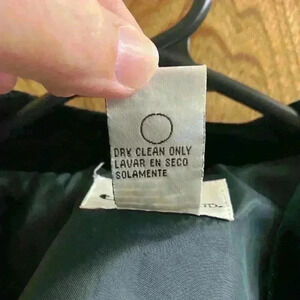 DRY CLEAN ONLY
LAVAR EN SECO
SOLAMENTE